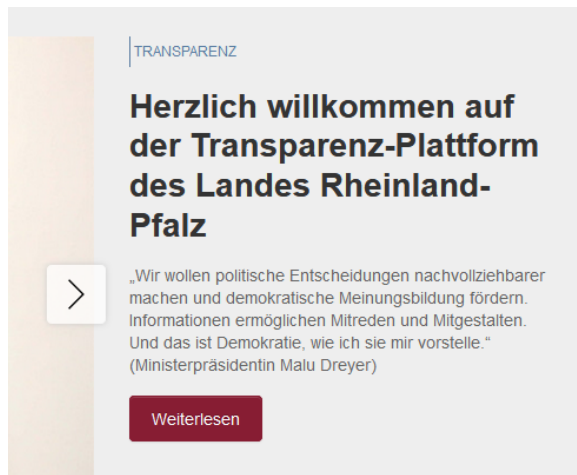 TRANSPARENZ
Herzlich willkommen auf
der Transparenz-Plattform
des Landes Rheinland-
Pfalz
„Wir wollen politische Entscheidungen nachvollziehbarer
machen und demokratische Meinungsbildung fördern.
Informationen ermöglichen Mitreden und Mitgestalten.
Und das ist Demokratie, wie ich sie mir vorstelle.“
(Ministerpräsidentin Malu Dreyer)
Weiterlesen